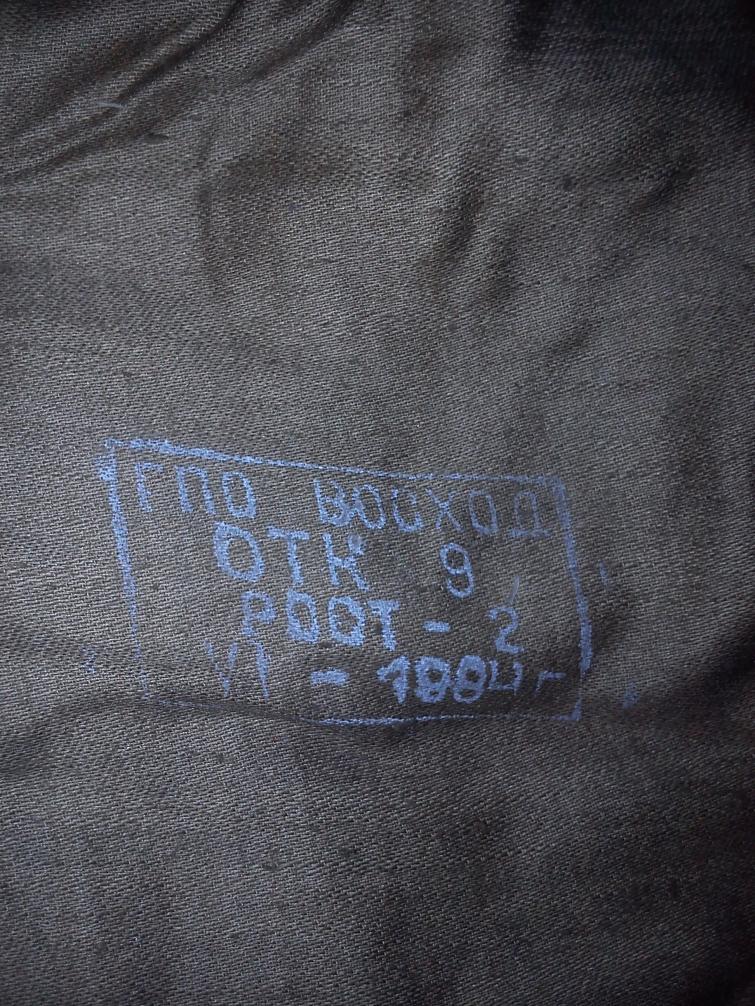 ГПО ВОСХОД
ОТК 9
РОСТ - 2
VI - 1984 г